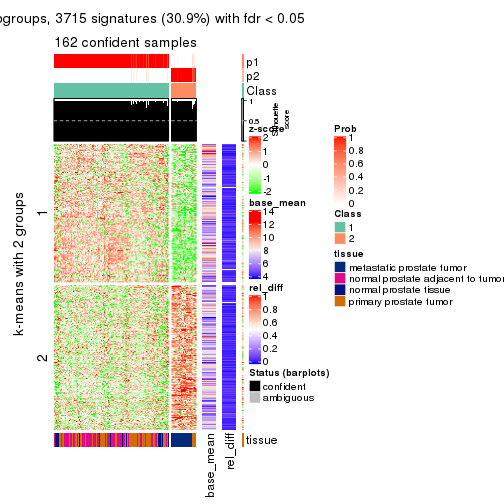 ogroups, 3715 signatures (30.9%) with fdr < 0.05
162 confident samples
p1
p2
Class
1
0.5
Silhouette
score
k-means with 2 groups
1
2
z-score
2
1
0
-1
-2
base_mean
14
12
10
8
6
4
rel_diff
1
0.8
0.6
0.4
0.2
0
Status (barplots)
confident
ambiguous
Prob
1
0.8
0.6
0.4
0.2
0
Class
1
2
tissue
metastatic prostate tumor
normal prostate adjacent to tumor
normal prostate tissue
primary prostate tumor
base_mean
rel_diff
tissue